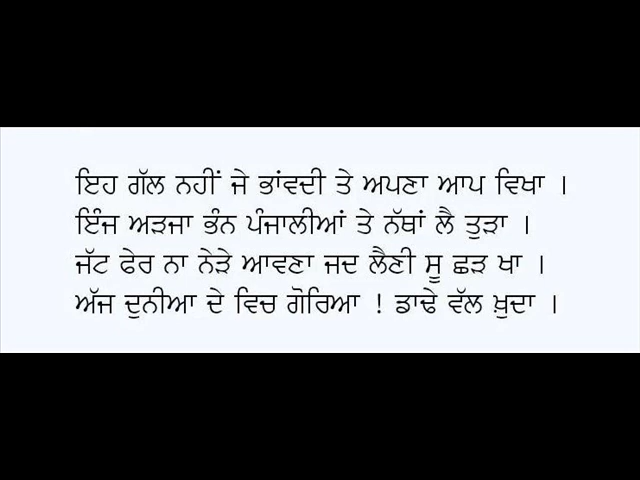 ਇਹ ਗੱਲ ਨਹੀਂ ਜੇ ਭਾਂਵਦੀ ਤੇ ਅਪਣਾ ਆਪ ਵਿਖਾ ।
ਇੰਜ ਅੜਜਾ ਭੰਨ ਪੰਜਾਲੀਆਂ ਤੇ ਨੱਥਾਂ ਲੈ ਤੁੜਾ ।
ਜੱਟ ਫੇਰ ਨਾ ਨੇੜੇ ਆਵਣਾ ਜਦ ਲੈਣੀ ਸੂ ਛੜ ਖਾ ।
ਅੱਜ ਦੁਨੀਆ ਦੇ ਵਿਚ ਗੋਰਿਆ ! ਡਾਢੇ ਵੱਲ ਖ਼ੁਦਾ ।